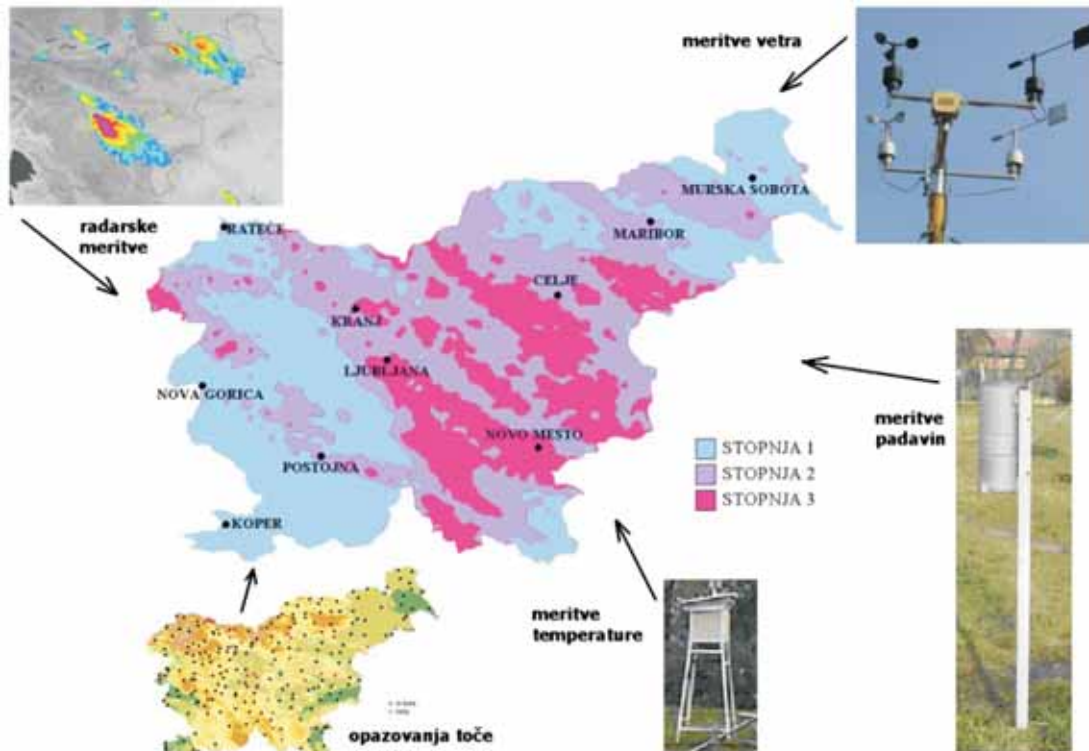 meritve vetra
radarske
meritve
RATEČE
MURSKA SOBOTA
MARIBOR
CELJE
KRANJ
LJUBLJANA
NOVA GORICA
NOVO MESTO
POSTOJNA
KOPER
STOPNJA 1
STOPNJA 2
STOPNJA 3
meritve
padavin
meritve
temperature
opazovanja toče